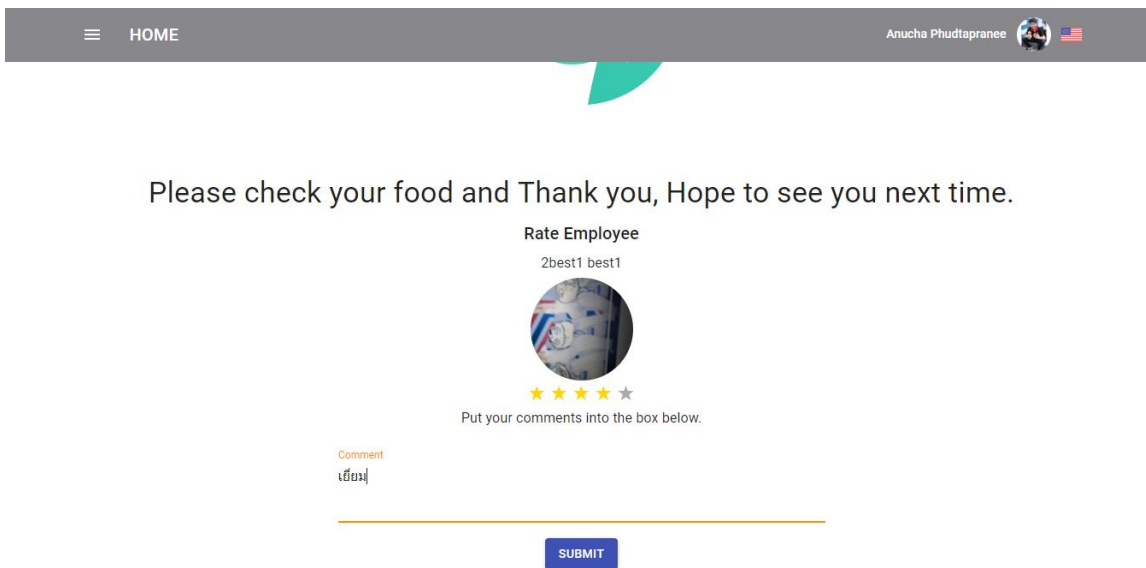 HOME
Anucha Phudtapranee
Please check your food and Thank you, Hope to see you next time.
Rate Employee
2best1 best1
Put your comments into the box below.
Comment
เยี่ยม
SUBMIT